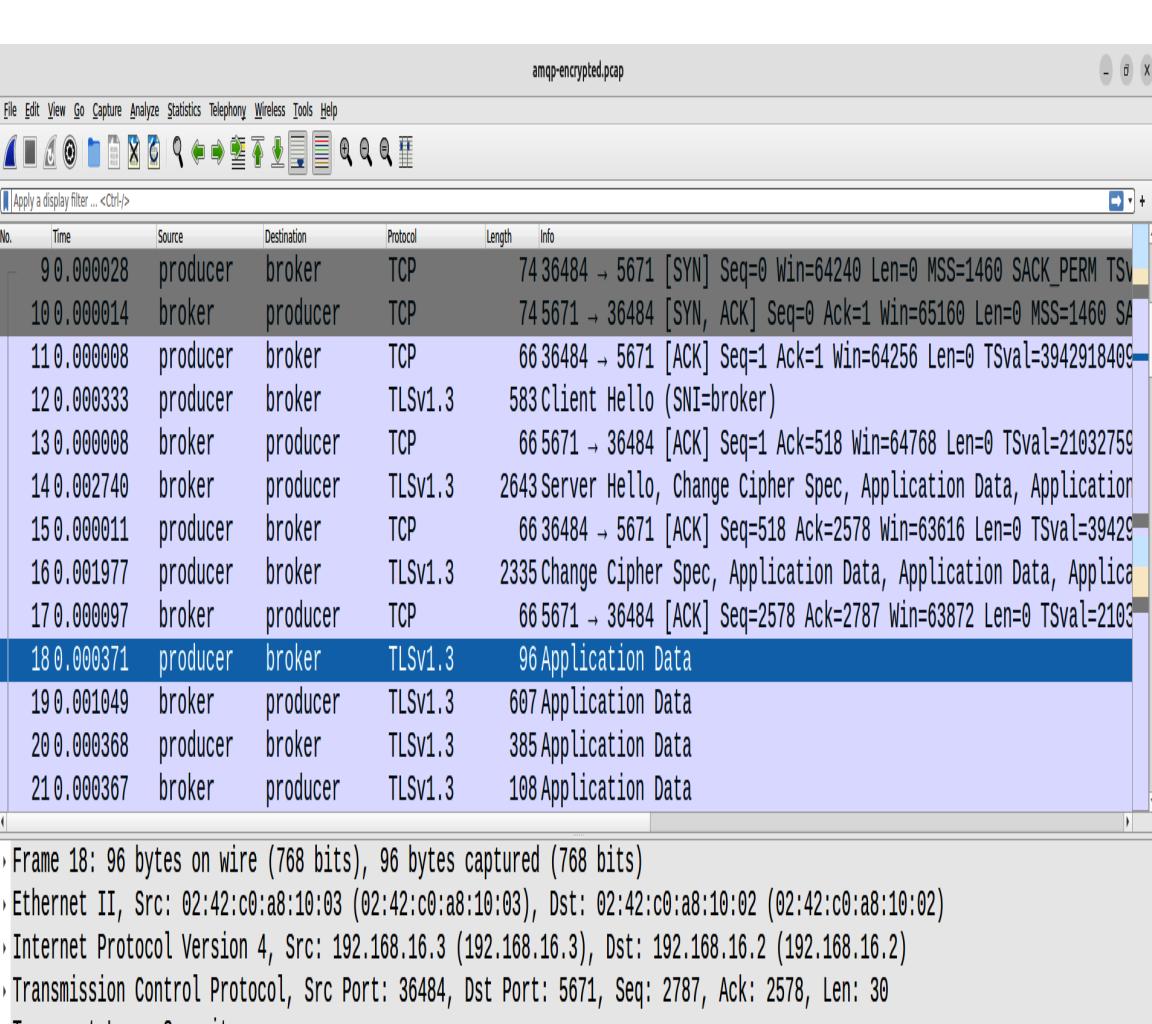 amqp-encrypted.pcap
File Edit View Go Capture Analyze Statistics Telephony Wireless Tools Help
Apply a display filter ... <Ctrl-/>
No. Time Source Destination Protocol Length Info
9 0.000028 producer broker TCP 74 36484 → 5671 [SYN] Seq=0 Win=64240 Len=0 MSS=1460 SACK_PERM TSv
10 0.000014 broker producer TCP 74 5671 → 36484 [SYN, ACK] Seq=0 Ack=1 Win=65160 Len=0 MSS=1460 SA
11 0.000008 producer broker TCP 66 36484 → 5671 [ACK] Seq=1 Ack=1 Win=64256 Len=0 TSval=3942918409
12 0.000333 producer broker TLSv1.3 583 Client Hello (SNI=broker)
13 0.000008 broker producer TCP 66 5671 → 36484 [ACK] Seq=1 Ack=518 Win=64768 Len=0 TSval=21032759
14 0.002740 broker producer TLSv1.3 2643 Server Hello, Change Cipher Spec, Application Data, Application
15 0.000011 producer broker TCP 66 36484 → 5671 [ACK] Seq=518 Ack=2578 Win=63616 Len=0 TSval=39429
16 0.001977 producer broker TLSv1.3 2335 Change Cipher Spec, Application Data, Application Data, Applica
17 0.000097 broker producer TCP 66 5671 → 36484 [ACK] Seq=2578 Ack=2787 Win=63872 Len=0 TSval=2103
18 0.000371 producer broker TLSv1.3 96 Application Data
19 0.001049 broker producer TLSv1.3 607 Application Data
20 0.000368 producer broker TLSv1.3 385 Application Data
21 0.000367 broker producer TLSv1.3 108 Application Data
Frame 18: 96 bytes on wire (768 bits), 96 bytes captured (768 bits)
Ethernet II, Src: 02:42:c0:a8:10:03 (02:42:c0:a8:10:03), Dst: 02:42:c0:a8:10:02 (02:42:c0:a8:10:02)
Internet Protocol Version 4, Src: 192.168.16.3 (192.168.16.3), Dst: 192.168.16.2 (192.168.16.2)
Transmission Control Protocol, Src Port: 36484, Dst Port: 5671, Seq: 2787, Ack: 2578, Len: 30